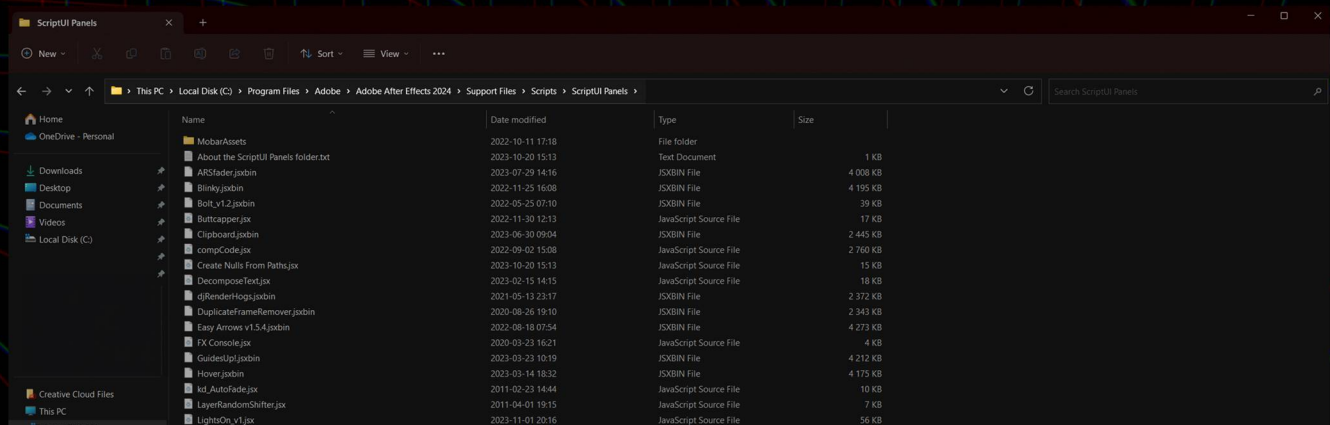 ScriptUI Panels
New
Sort
View
This PC > Local Disk (C:) > Program Files > Adobe > Adobe After Effects 2024 > Support Files > Scripts > ScriptUI Panels >
Search ScriptUI Panels
Home
OneDrive - Personal
Downloads
Desktop
Documents
Videos
Local Disk (C:)
Creative Cloud Files
This PC
Name Date modified Type Size
MobarAssets 2022-10-11 17:18 File folder
About the ScriptUI Panels folder.txt 2023-10-20 15:13 Text Document 1 KB
ARSfader.jsxbin 2023-07-29 14:16 JSXBIN File 4 008 KB
Blinky.jsxbin 2022-11-25 16:08 JSXBIN File 4 195 KB
Bolt_v1.2.jsxbin 2022-05-25 07:10 JSXBIN File 39 KB
Buttcapper.jsx 2022-11-30 12:13 JavaScript Source File 17 KB
Clipboard.jsxbin 2023-06-30 09:04 JSXBIN File 2 445 KB
compCode.jsx 2022-09-02 15:08 JavaScript Source File 2 760 KB
Create Nulls From Paths.jsx 2023-10-20 15:13 JavaScript Source File 15 KB
DecomposeText.jsx 2023-02-15 14:15 JavaScript Source File 18 KB
djRenderHogs.jsxbin 2021-05-13 23:17 JSXBIN File 2 372 KB
DuplicateFrameRemover.jsxbin 2020-08-26 19:10 JSXBIN File 2 343 KB
Easy Arrows v1.5.4.jsxbin 2022-08-18 07:54 JSXBIN File 4 273 KB
FX Console.jsx 2020-03-23 16:21 JavaScript Source File 4 KB
GuidesUp!.jsxbin 2023-03-23 10:19 JSXBIN File 4 212 KB
Hover.jsxbin 2023-03-14 18:32 JSXBIN File 4 175 KB
kd_AutoFade.jsx 2011-02-23 14:44 JavaScript Source File 10 KB
LayerRandomShifter.jsx 2011-04-01 19:15 JavaScript Source File 7 KB
LightsOn_v1.jsx 2023-11-01 20:16 JavaScript Source File 56 KB